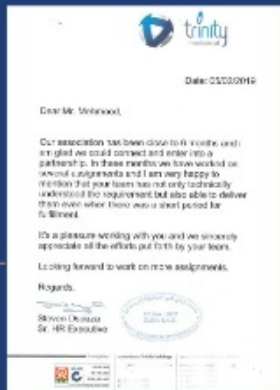 trinity
Date: 03/03/2019
Dear Mr. Mehmood,
Our association has been close to 6 months and i
am glad we could connect and enter into a
partnership. In these months we have worked on
several assignments and I am very happy to
mention that your team has not only technically
understood the requirement but also able to deliver
them even when there was a short period for
fulfillment.
It's a pleasure working with you and we sincerely
appreciate all the efforts put forth by your team.
Looking forward to work on more assignments.
Regards,
Steven Dsouza
Sr. HR Executive